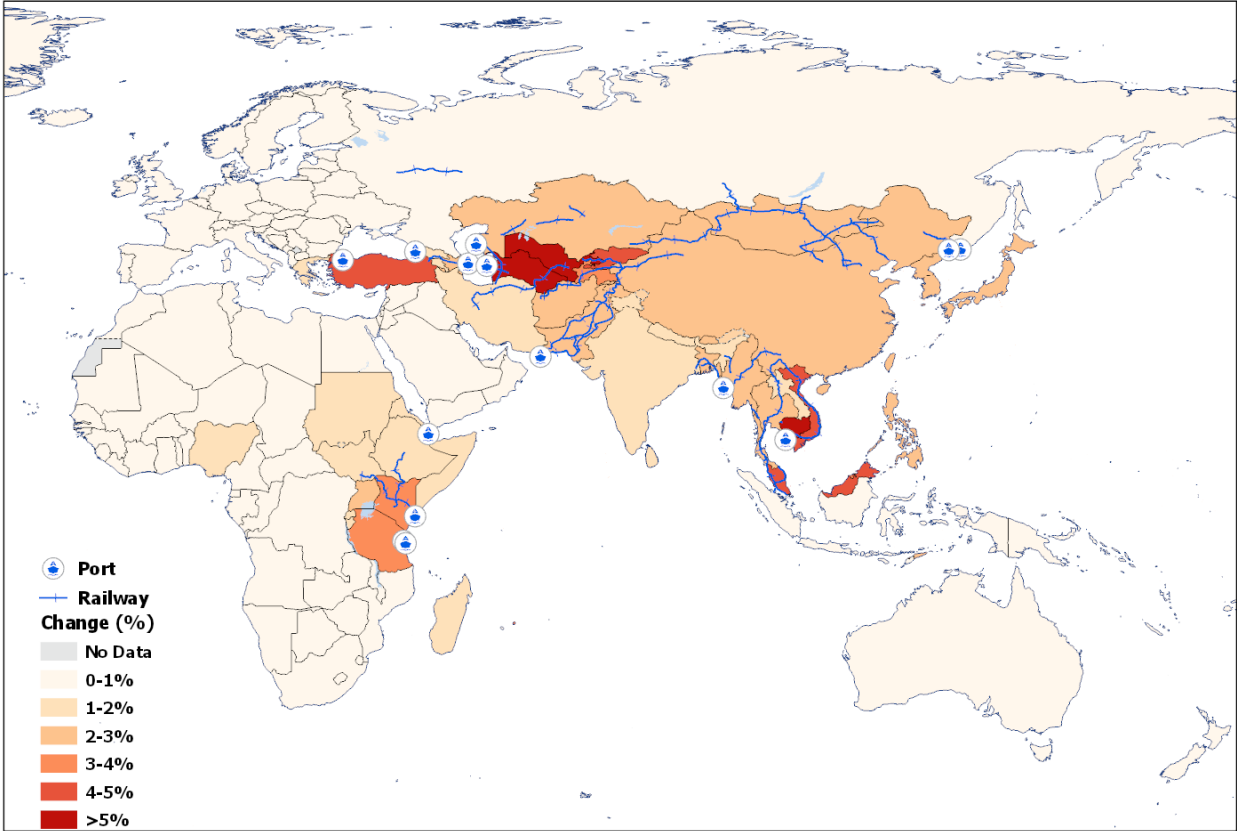 Port
Railway
Change (%)
No Data
0-1%
1-2%
2-3%
3-4%
4-5%
>5%